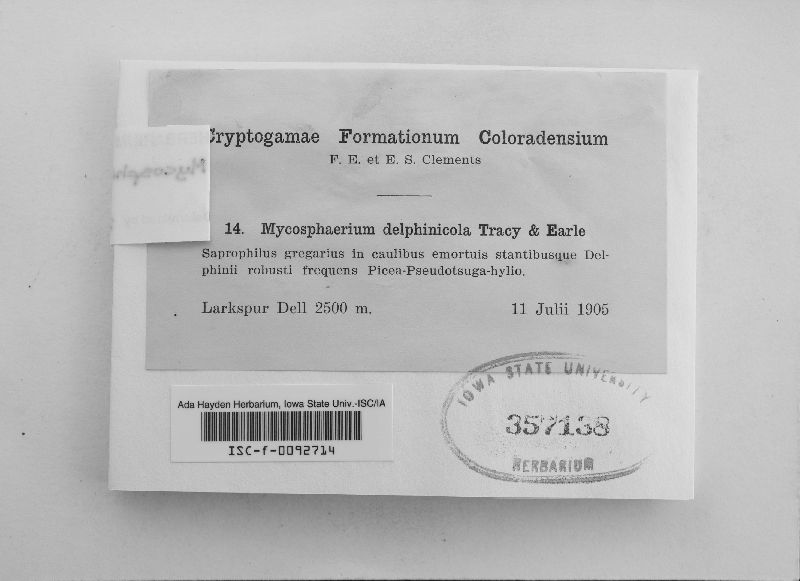 Cryptogamae Formationum Coloradensium
F. E. et E. S. Clements
14. Mycosphaerium delphinicola Tracy & Earle
Saprophilus gregarius in caulibus emortuis stantibusque Del-
phinii robusti frequens Picea-Pseudotsuga-hylio.
Larkspur Dell 2500 m. 11 Julii 1905
Ada Hayden Herbarium, Iowa State Univ.-ISC/IA
ISC-f-0092714
IOWA STATE UNIVERSITY
357138
HERBARIUM